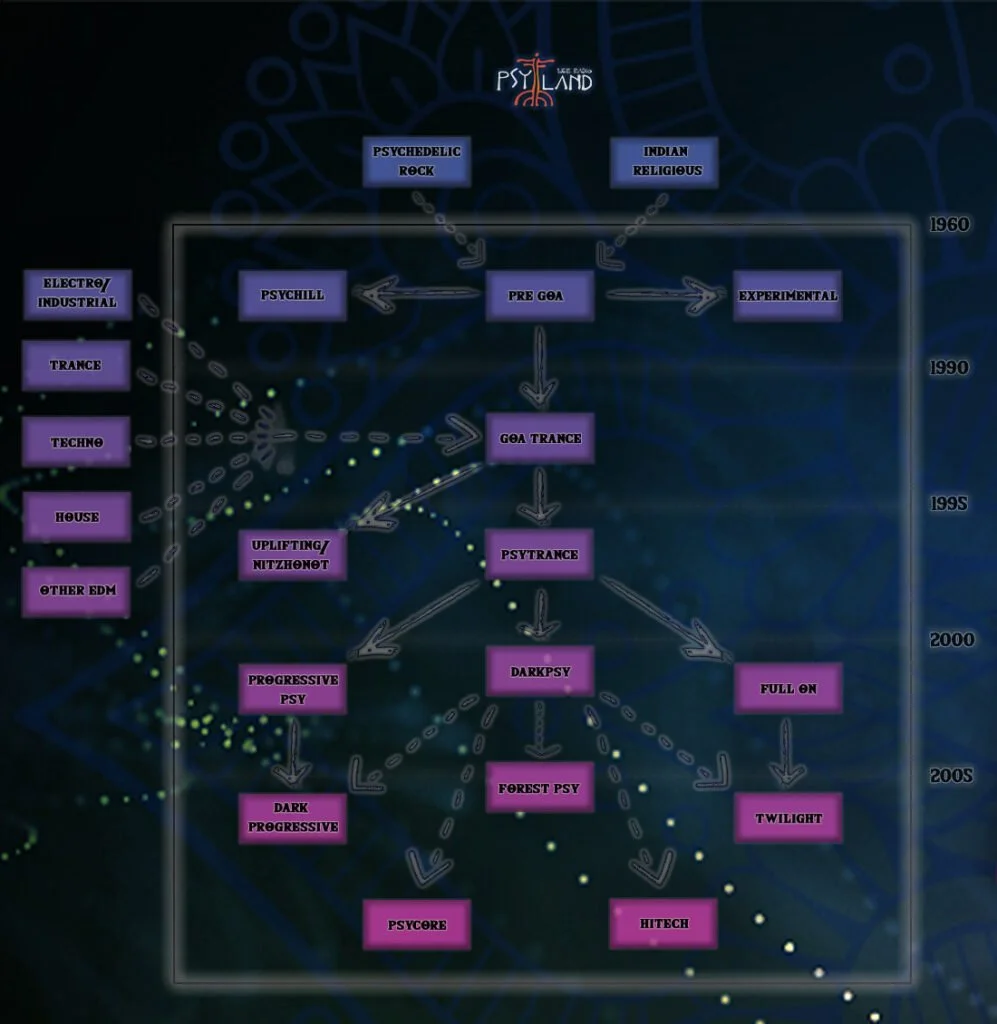 WEB RADIO
PSY LAND
PSYCHEDELIC
ROCK
INDIAN
RELIGIOUS
1960
ELECTRO/
INDUSTRIAL
PSYCHILL
PRE GOA
EXPERIMENTAL
TRANCE
1990
TECHNO
GOA TRANCE
HOUSE
1995
UPLIFTING/
NITZHONOT
PSYTRANCE
OTHER EDM
2000
PROGRESSIVE
PSY
DARKPSY
FULL ON
2005
FOREST PSY
DARK
PROGRESSIVE
TWILIGHT
PSYCORE
HITECH